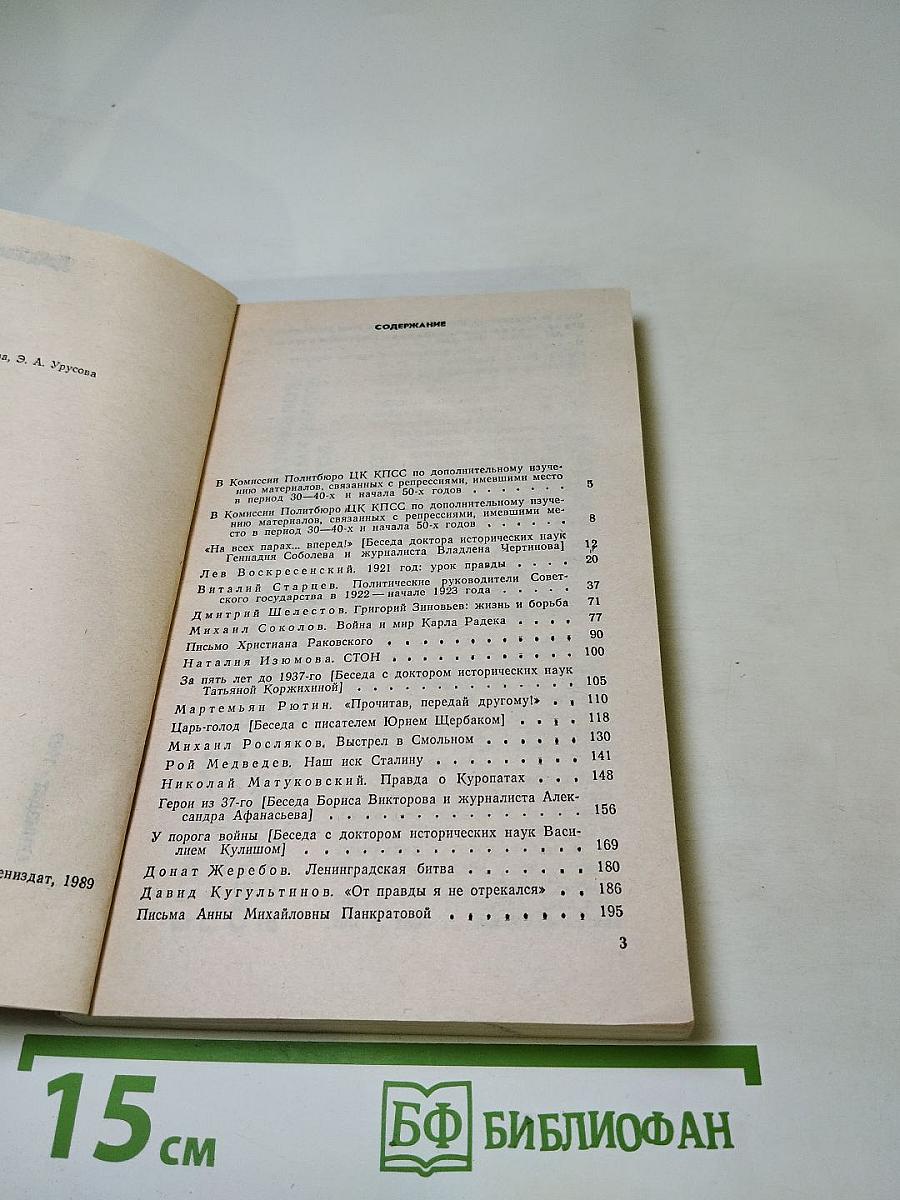 Э. А. Урусова
1989
СОДЕРЖАНИЕ
В Комиссии Политбюро ЦК КПСС по дополнительному изуче-
нию материалов, связанных с репрессиями, имевшими место
в период 30—40-х и начала 50-х годов . . . . . . 5
В Комиссии Политбюро ЦК КПСС по дополнительному изуче-
нию материалов, связанных с репрессиями, имевшими ме-
сто в период 30—40-х и начала 50-х годов . . . . . . 8
«На всех парах... вперед!» [Беседа доктора исторических наук
Геннадия Соболева и журналиста Владлена Чертинова] 12
Лев Воскресенский. 1921 год: урок правды . . . . 20
Виталий Старцев. Политические руководители Совет-
ского государства в 1922 — начале 1923 года . . . . . 37
Дмитрий Шелестов. Григорий Зиновьев: жизнь и борьба 71
Михаил Соколов. Война и мир Карла Радека . . . . 77
Письмо Христиана Раковского . . . . . . . . . . 90
Наталия Изюмова. СТОН . . . . . . . . . . 100
За пять лет до 1937-го [Беседа с доктором исторических наук
Татьяной Коржихиной] . . . . . . . . . . . . 105
Мартемьян Рютин. «Прочитав, передай другому!» . . 110
Царь-голод [Беседа с писателем Юрием Щербаком] . . . . 118
Михаил Росляков. Выстрел в Смольном . . . . . . 130
Рой Медведев. Наш иск Сталину . . . . . . . . 141
Николай Матуковский. Правда о Куропатах . . . 148
Герои из 37-го [Беседа Бориса Викторова и журналиста Алек-
сандра Афанасьева] . . . . . . . . . . . . . . 156
У порога войны [Беседа с доктором исторических наук Васи-
лием Кулишом] . . . . . . . . . . . . . . . . 169
Донат Жеребов. Ленинградская битва . . . . . . . 180
Давид Кугультинов. «От правды я не отрекался» . . 186
Письма Анны Михайловны Панкратовой . . . . . . . . 195
3
15 см
БФ БИБЛИОФАН